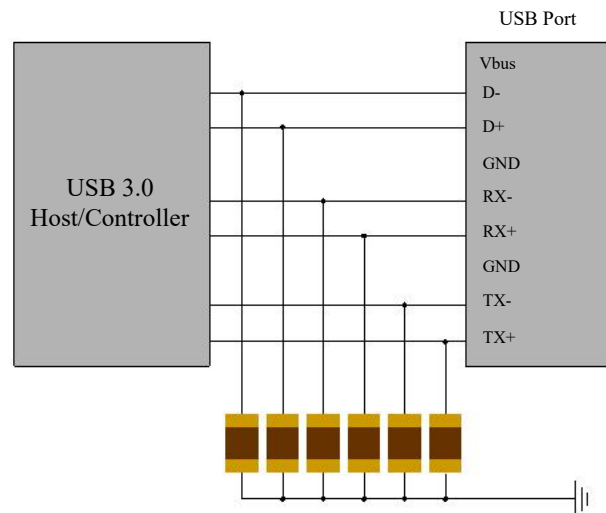 USB Port
Vbus
D-
D+
GND
USB 3.0
Host/Controller
RX-
RX+
GND
TX-
TX+